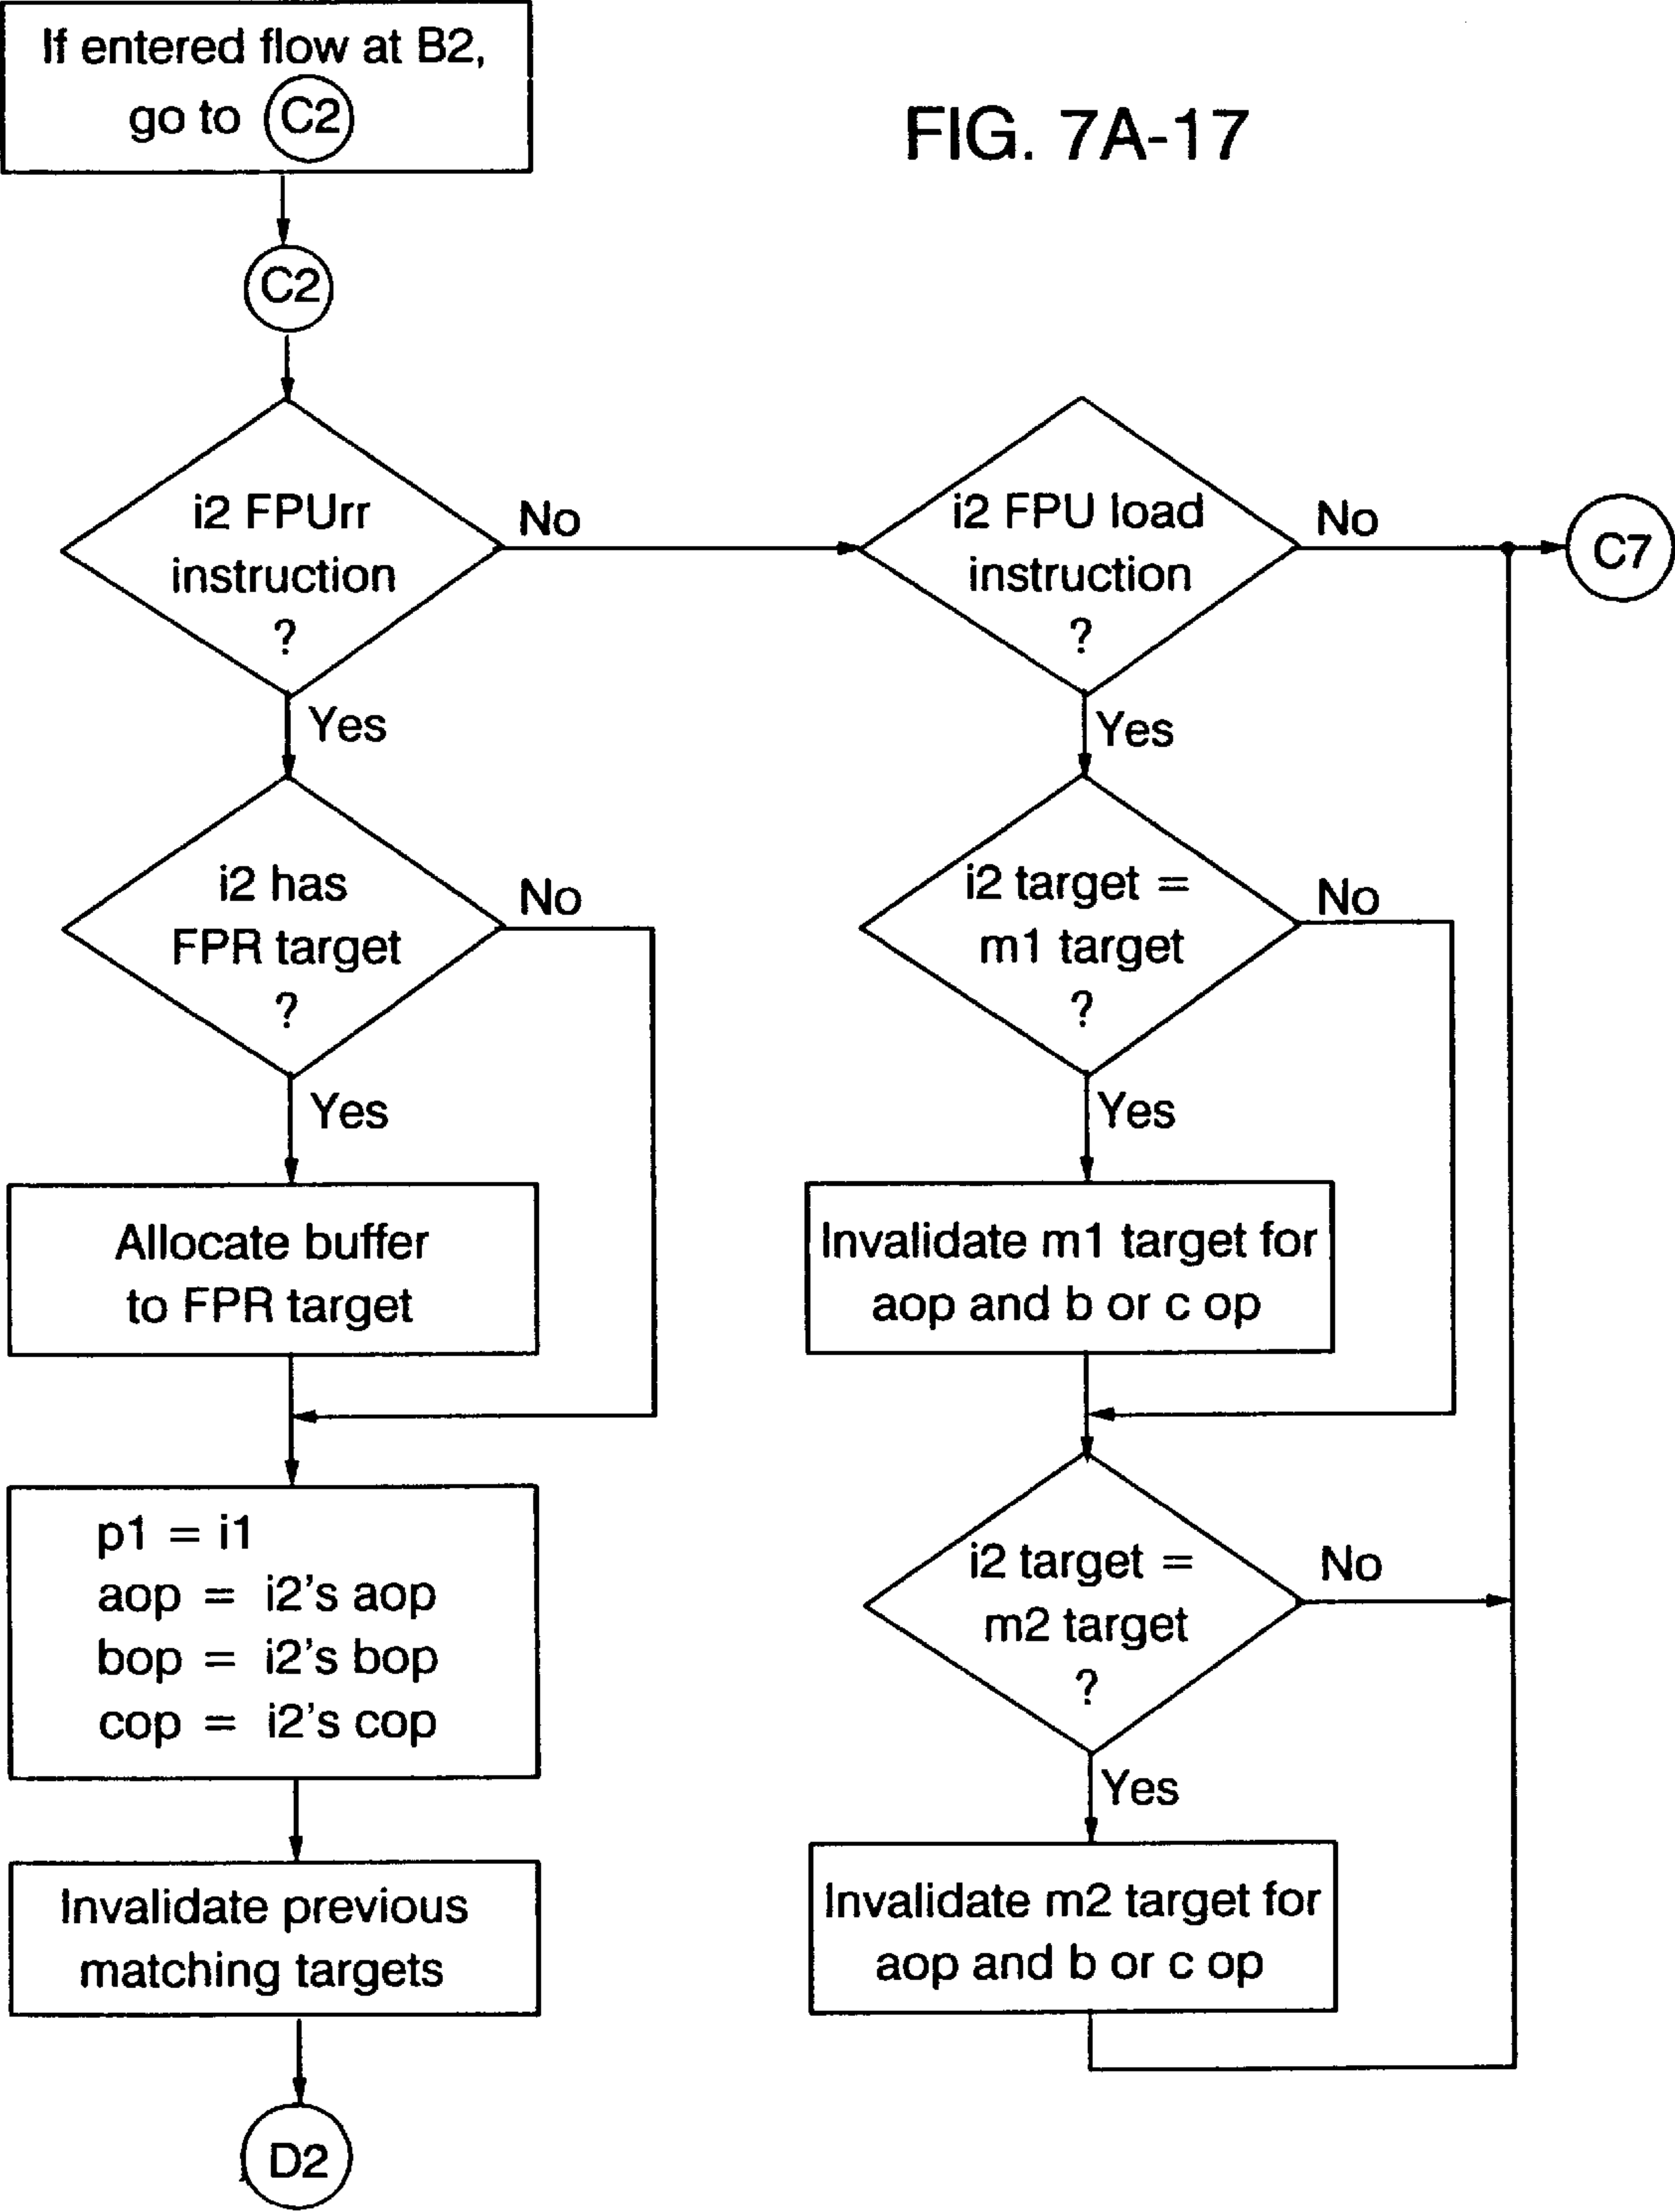 If entered flow at B2,
go to C2
FIG. 7A-17
C2
i2 FPUrr
instruction
?
No
Yes
i2 FPU load
instruction
?
No
C7
Yes
i2 has
FPR target
?
No
Yes
i2 target =
m1 target
?
No
Yes
Allocate buffer
to FPR target
Invalidate m1 target for
aop and b or c op
p1 = i1
aop = i2's aop
bop = i2's bop
cop = i2's cop
i2 target =
m2 target
?
No
Yes
Invalidate previous
matching targets
Invalidate m2 target for
aop and b or c op
D2